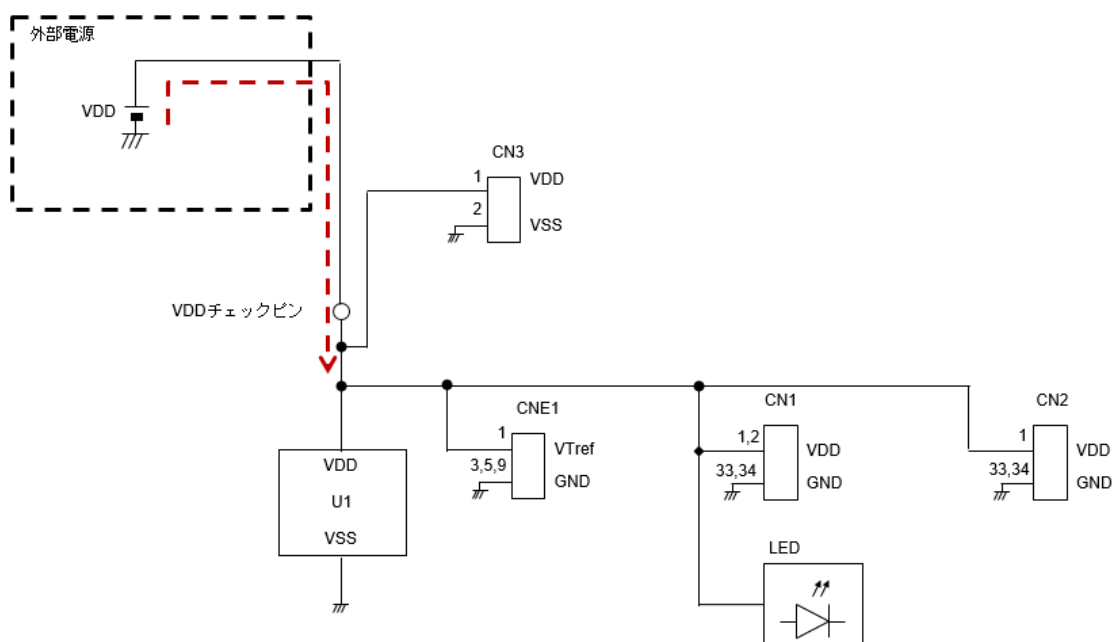 外部電源
VDD
CN3
1
VDD
2
VSS
VDDチェックピン
CNE1
1
VTref
3,5,9
GND
CN1
1,2
VDD
33,34
GND
CN2
1
VDD
33,34
GND
VDD
U1
VSS
LED